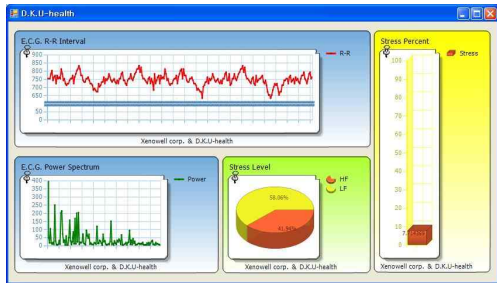 D.K.U-health
E.C.G. R-R Interval
900
850
800
750
700
650
50
0
R-R
Xenowell corp. & D.K.U-health
E.C.G. Power Spectrum
400
350
300
250
200
150
100
50
0
Power
Xenowell corp. & D.K.U-health
Stress Level
58.06%
41.94%
HF
LF
Xenowell corp. & D.K.U-health
Stress Percent
100
90
80
70
60
50
40
30
20
10
0
Stress
Xenowell corp. & D.K.U-health